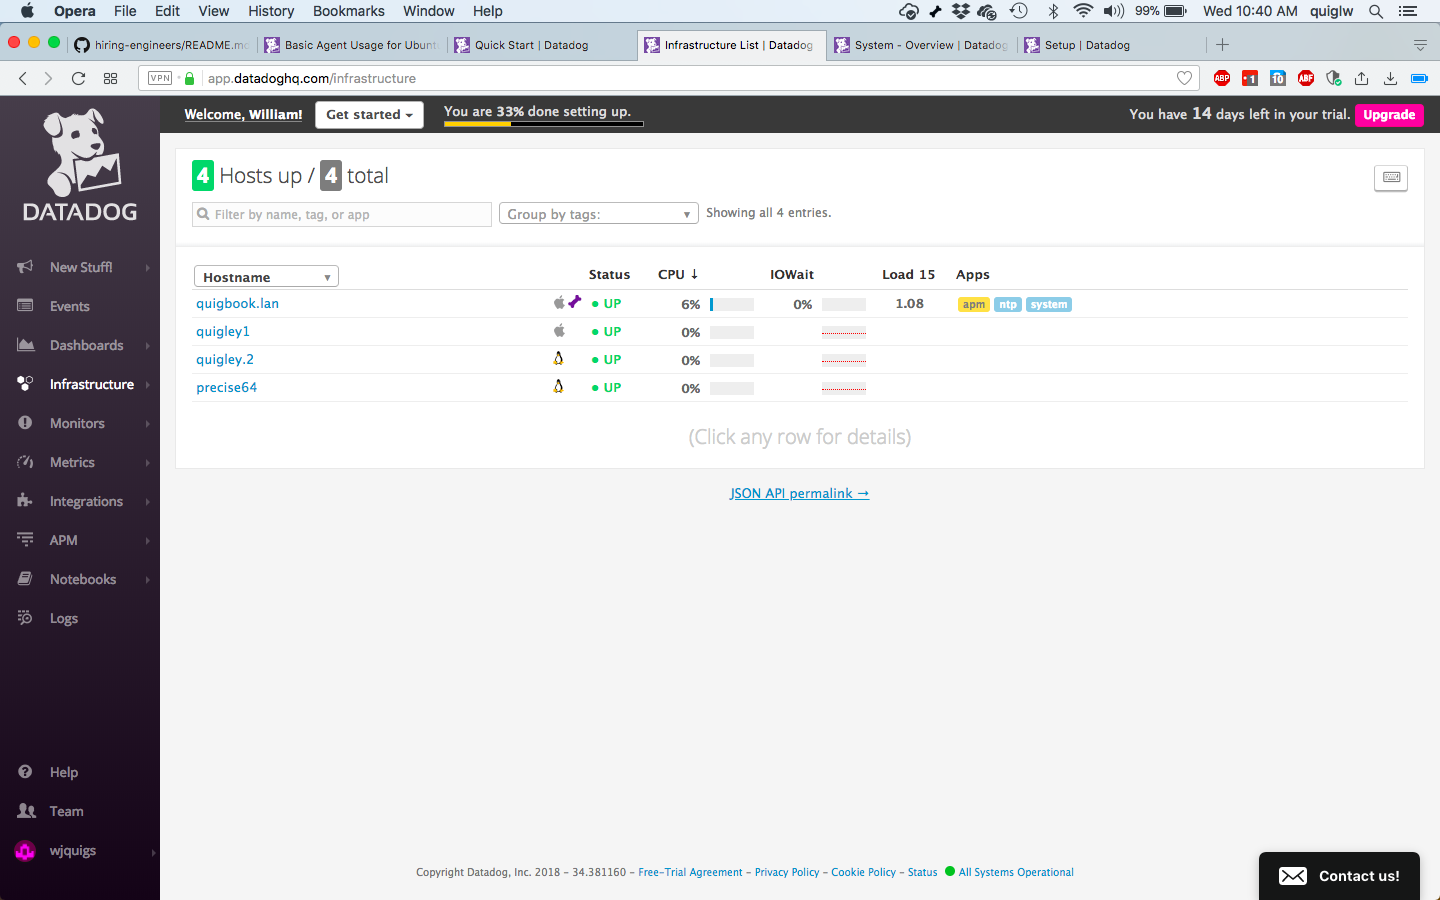 Opera File Edit View History Bookmarks Window Help 99% Wed 10:40 AM quiglw
hiring-engineers/README.m Basic Agent Usage for Ubunt Quick Start | Datadog Infrastructure List | Datadog System - Overview | Datadog Setup | Datadog
VPN app.datadoghq.com/infrastructure ABP 1 10 ABF
DATADOG
Welcome, William! Get started You are 33% done setting up. You have 14 days left in your trial. Upgrade
4 Hosts up / 4 total
Filter by name, tag, or app Group by tags: Showing all 4 entries.
Hostname Status CPU ↓ IOWait Load 15 Apps
quigbook.lan UP 6% 0% 1.08 apm ntp system
quigley1 UP 0%
quigley.2 UP 0%
precise64 UP 0%
(Click any row for details)
JSON API permalink →
New Stuff!
Events
Dashboards
Infrastructure
Monitors
Metrics
Integrations
APM
Notebooks
Logs
Help
Team
wjquigs
Copyright Datadog, Inc. 2018 - 34.381160 - Free-Trial Agreement - Privacy Policy - Cookie Policy - Status All Systems Operational
Contact us!